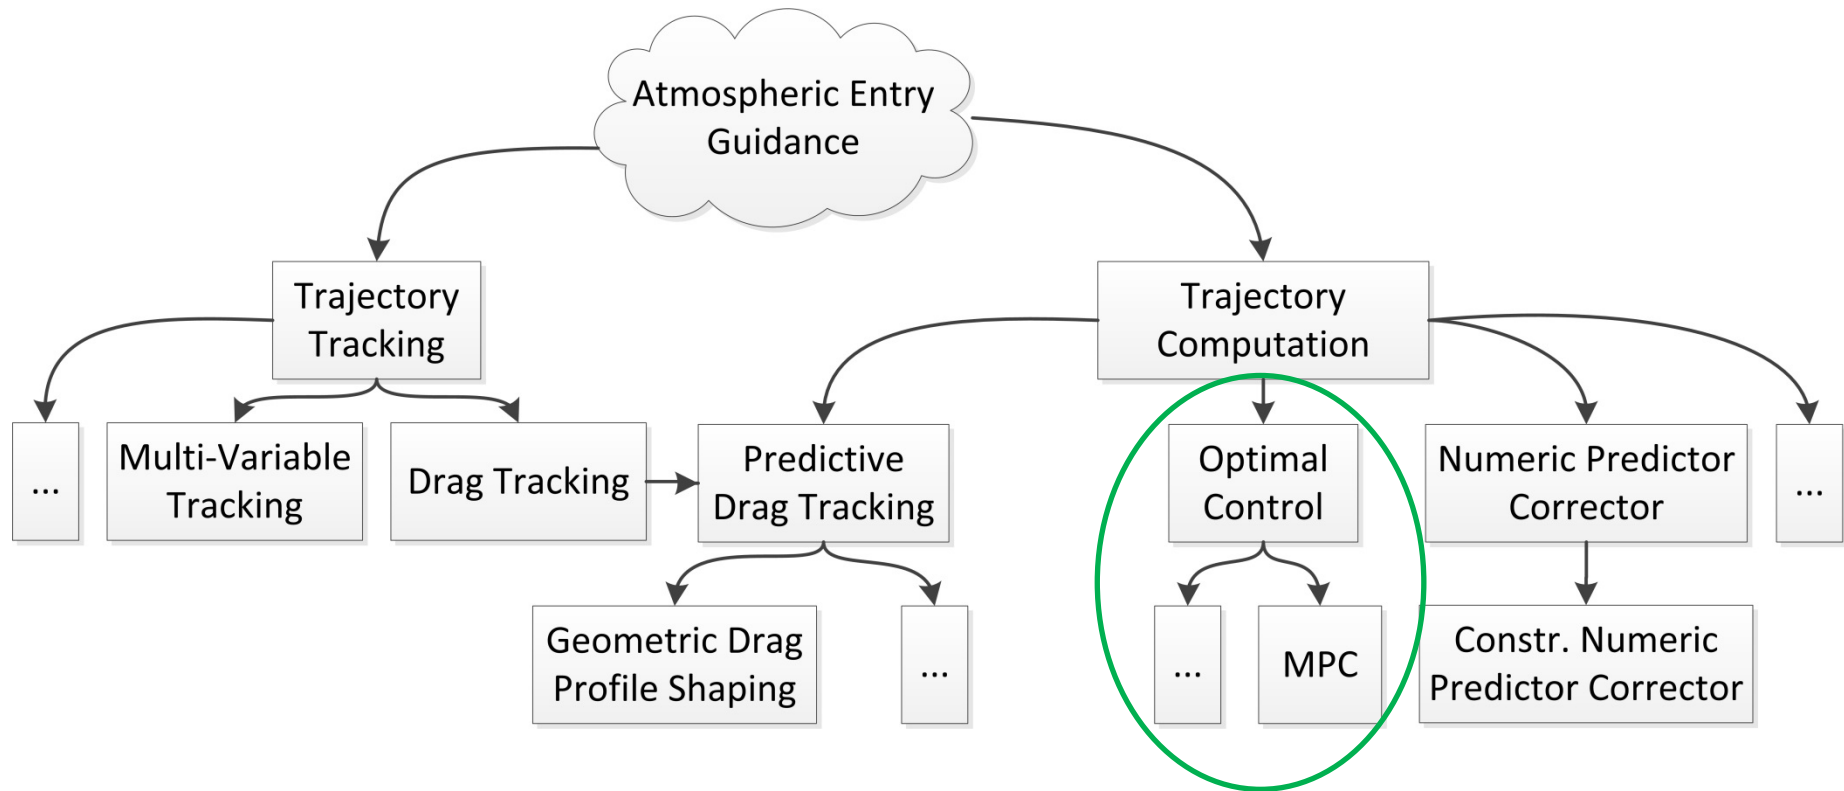 Atmospheric Entry
Guidance
Trajectory
Tracking
Trajectory
Computation
...
Multi-Variable
Tracking
Drag Tracking
Predictive
Drag Tracking
Optimal
Control
Numeric Predictor
Corrector
...
Geometric Drag
Profile Shaping
...
...
MPC
Constr. Numeric
Predictor Corrector